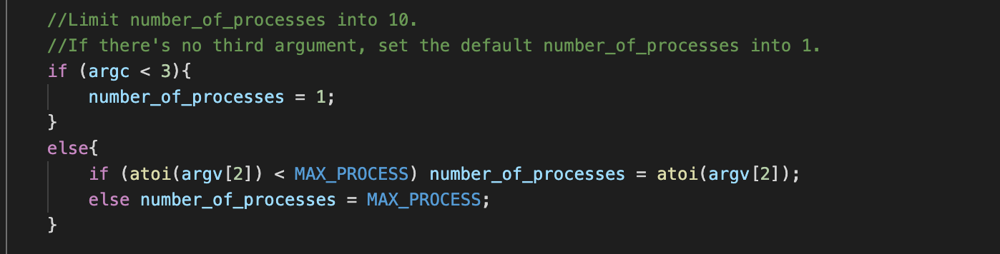 //Limit number_of_processes into 10.
//If there's no third argument, set the default number_of_processes into 1.
if (argc < 3){
    number_of_processes = 1;
}
else{
    if (atoi(argv[2]) < MAX_PROCESS) number_of_processes = atoi(argv[2]);
    else number_of_processes = MAX_PROCESS;
}